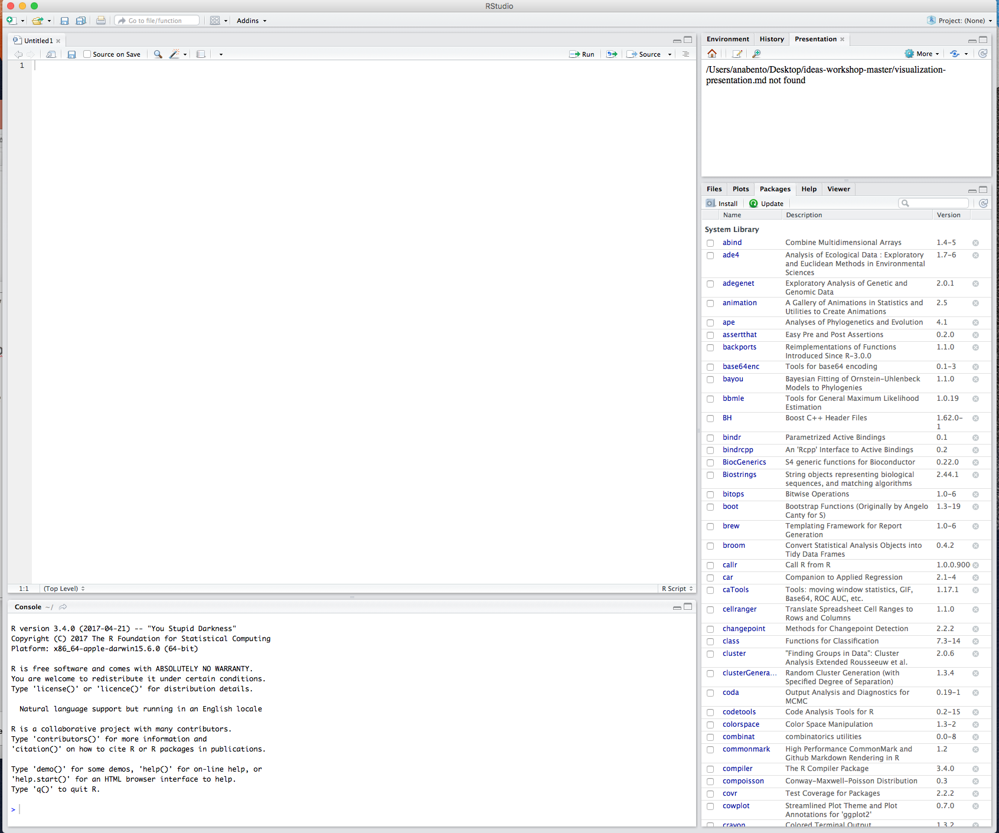 RStudio
Go to file/function
Addins
Project: (None)
Untitled1
Source on Save
Run
Source
1
1:1
(Top Level)
R Script
Console ~/
R version 3.4.0 (2017-04-21) -- "You Stupid Darkness"
Copyright (C) 2017 The R Foundation for Statistical Computing
Platform: x86_64-apple-darwin15.6.0 (64-bit)
R is free software and comes with ABSOLUTELY NO WARRANTY.
You are welcome to redistribute it under certain conditions.
Type 'license()' or 'licence()' for distribution details.
Natural language support but running in an English locale
R is a collaborative project with many contributors.
Type 'contributors()' for more information and
'citation()' on how to cite R or R packages in publications.
Type 'demo()' for some demos, 'help()' for on-line help, or
'help.start()' for an HTML browser interface to help.
Type 'q()' to quit R.
>
Environment History Presentation
More
/Users/anabento/Desktop/ideas-workshop-master/visualization-
presentation.md not found
Files Plots Packages Help Viewer
Install Update
Name Description Version
System Library
abind Combine Multidimensional Arrays 1.4-5
ade4 Analysis of Ecological Data : Exploratory 1.7-6
and Euclidean Methods in Environmental
Sciences
adegenet Exploratory Analysis of Genetic and 2.0.1
Genomic Data
animation A Gallery of Animations in Statistics and 2.5
Utilities to Create Animations
ape Analyses of Phylogenetics and Evolution 4.1
assertthat Easy Pre and Post Assertions 0.2.0
backports Reimplementations of Functions 1.1.0
Introduced Since R-3.0.0
base64enc Tools for base64 encoding 0.1-3
bayou Bayesian Fitting of Ornstein-Uhlenbeck 1.1.0
Models to Phylogenies
bbmle Tools for General Maximum Likelihood 1.0.19
Estimation
BH Boost C++ Header Files 1.62.0-
1
bindr Parametrized Active Bindings 0.1
bindrcpp An 'Rcpp' Interface to Active Bindings 0.2
BiocGenerics S4 generic functions for Bioconductor 0.22.0
Biostrings String objects representing biological 2.44.1
sequences, and matching algorithms
bitops Bitwise Operations 1.0-6
boot Bootstrap Functions (Originally by Angelo 1.3-19
Canty for S)
brew Templating Framework for Report 1.0-6
Generation
broom Convert Statistical Analysis Objects into 0.4.2
Tidy Data Frames
callr Call R from R 1.0.0.900
car Companion to Applied Regression 2.1-4
caTools Tools: moving window statistics, GIF, 1.17.1
Base64, ROC AUC, etc.
cellranger Translate Spreadsheet Cell Ranges to 1.1.0
Rows and Columns
changepoint Methods for Changepoint Detection 2.2.2
class Functions for Classification 7.3-14
cluster "Finding Groups in Data": Cluster 2.0.6
Analysis Extended Rousseeuw et al.
clusterGenera... Random Cluster Generation (with 1.3.4
Specified Degree of Separation)
coda Output Analysis and Diagnostics for 0.19-1
MCMC
codetools Code Analysis Tools for R 0.2-15
colorspace Color Space Manipulation 1.3-2
combinat combinatorics utilities 0.0-8
commonmark High Performance CommonMark and 1.2
Github Markdown Rendering in R
compiler The R Compiler Package 3.4.0
compoisson Conway-Maxwell-Poisson Distribution 0.3
covr Test Coverage for Packages 2.2.2
cowplot Streamlined Plot Theme and Plot 0.7.0
Annotations for 'ggplot2'
crayon Colored Terminal Output 1.3.2